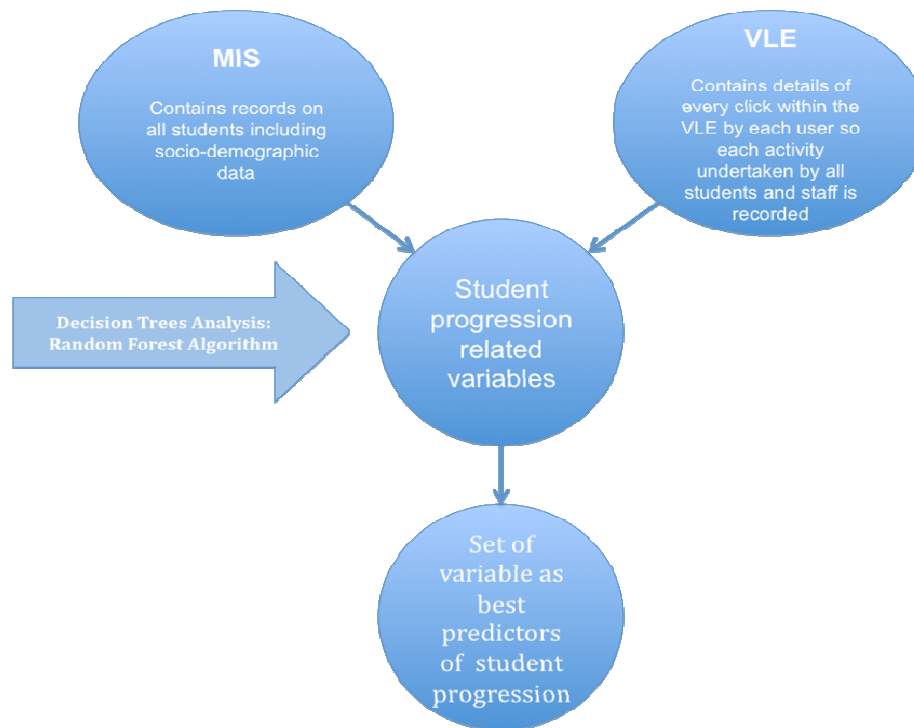 MIS
Contains records on
all students including
socio-demographic
data
VLE
Contains details of
every click within the
VLE by each user so
each activity
undertaken by all
students and staff is
recorded
Decision Trees Analysis:
Random Forest Algorithm
Student
progression
related
variables
Set of
variable as
best
predictors
of student
progression